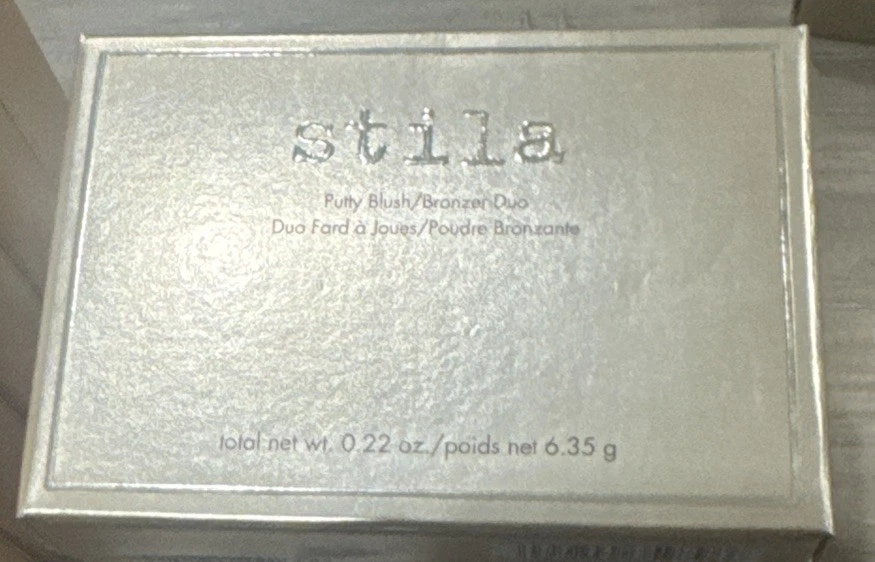 stila
Putty Blush/Bronzer Duo
Duo Fard à Joues/Poudre Bronzante
total net wt. 0.22 oz./poids net 6.35 g